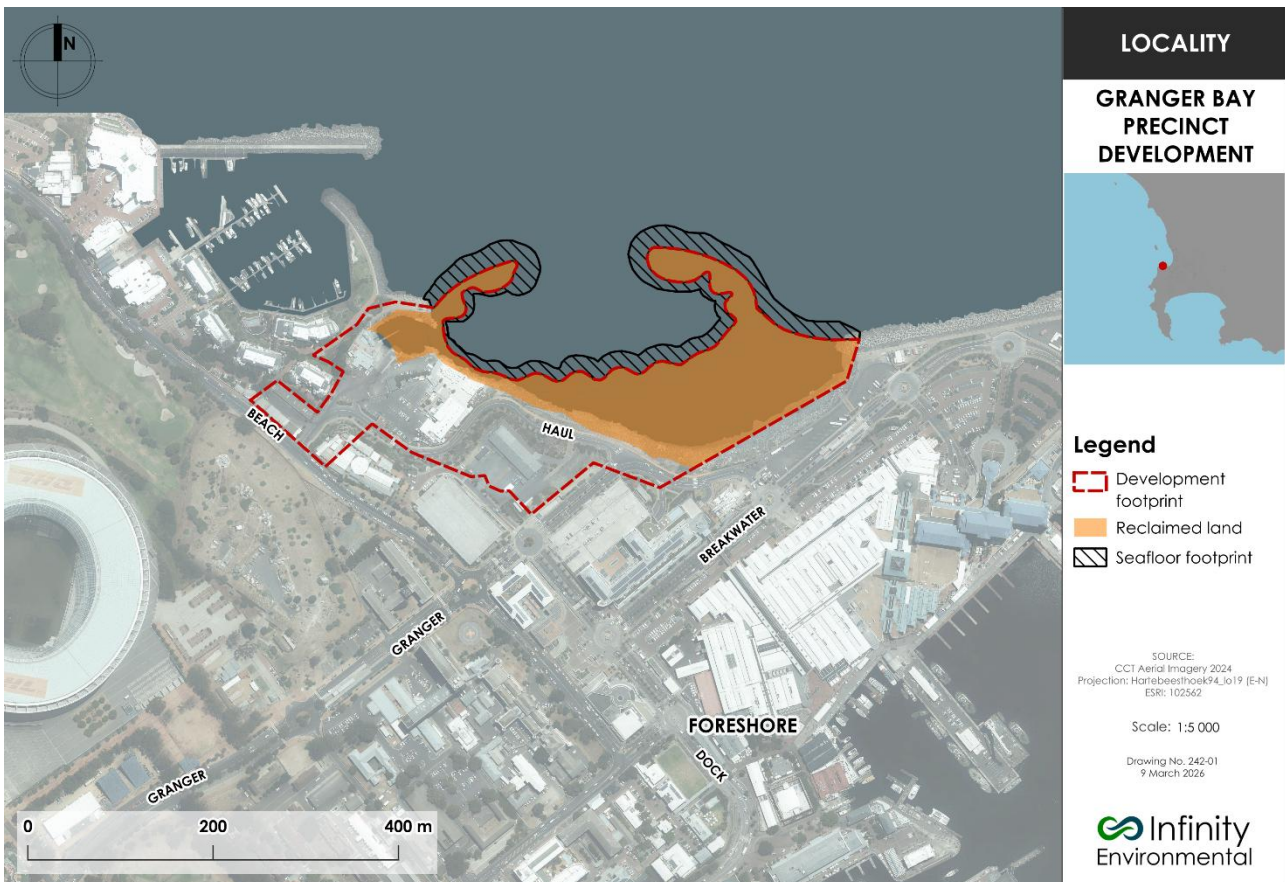 N
LOCALITY
GRANGER BAY
PRECINCT
DEVELOPMENT
BEACH
HAUL
BREAKWATER
GRANGER
GRANGER
FORESHORE
DOCK
0 200 400 m
Legend
Development
footprint
Reclaimed land
Seafloor footprint
SOURCE:
CCT Aerial Imagery 2024
Projection: Hartebeesthoek94_lo19 (E-N)
ESRI: 102562
Scale: 1:5 000
Drawing No. 242-01
9 March 2026
Infinity
Environmental